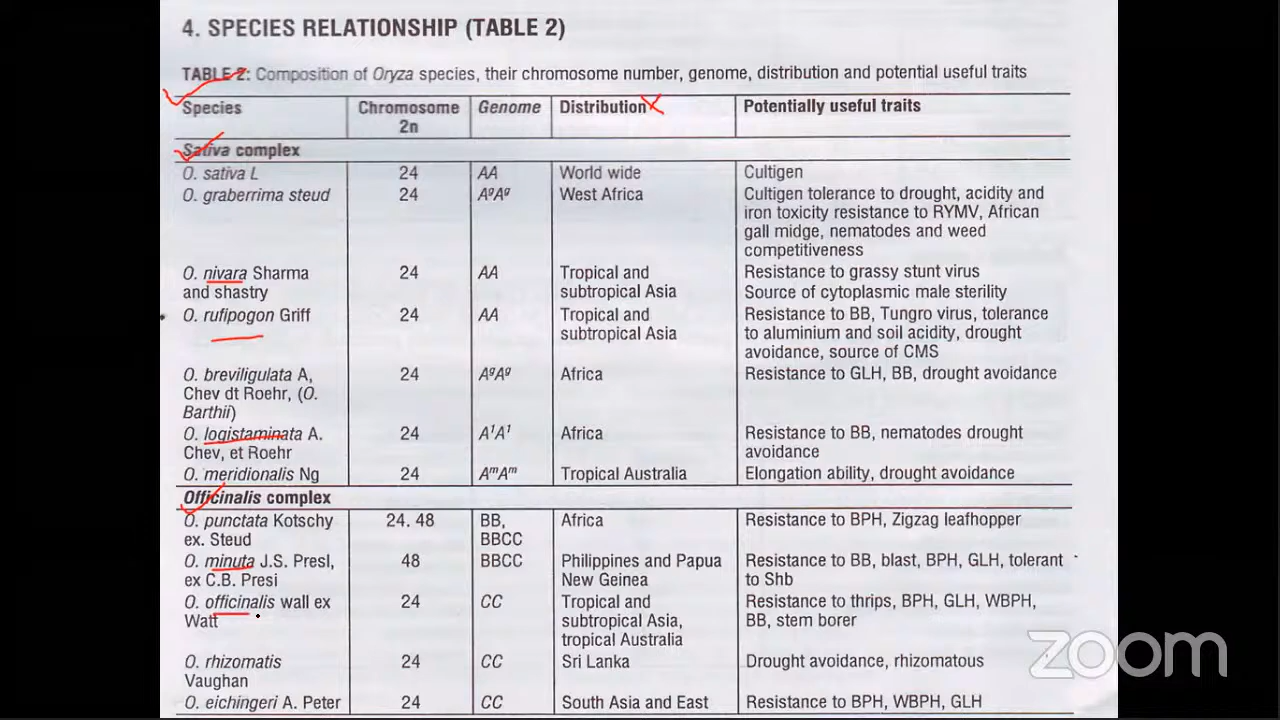 4. SPECIES RELATIONSHIP (TABLE 2)
TABLE 2: Composition of Oryza species, their chromosome number, genome, distribution and potential useful traits
Species Chromosome 2n Genome Distribution Potentially useful traits
Sativa complex
O. sativa L 24 AA World wide Cultigen
O. graberrima steud 24 AᵍAᵍ West Africa Cultigen tolerance to drought, acidity and
iron toxicity resistance to RYMV, African
gall midge, nematodes and weed
competitiveness
O. nivara Sharma 24 AA Tropical and Resistance to grassy stunt virus
and shastry subtropical Asia Source of cytoplasmic male sterility
O. rufipogon Griff 24 AA Tropical and Resistance to BB, Tungro virus, tolerance
subtropical Asia to aluminium and soil acidity, drought
avoidance, source of CMS
O. breviligulata A, 24 AᵍAᵍ Africa Resistance to GLH, BB, drought avoidance
Chev dt Roehr, (O.
Barthii)
O. logistaminata A. 24 A¹A¹ Africa Resistance to BB, nematodes drought
Chev, et Roehr avoidance
O. meridionalis Ng 24 AᵐAᵐ Tropical Australia Elongation ability, drought avoidance
Officinalis complex
O. punctata Kotschy 24. 48 BB, Africa Resistance to BPH, Zigzag leafhopper
ex. Steud BBCC
O. minuta J.S. Presl, 48 BBCC Philippines and Papua Resistance to BB, blast, BPH, GLH, tolerant
ex C.B. Presi New Geinea to Shb
O. officinalis wall ex 24 CC Tropical and Resistance to thrips, BPH, GLH, WBPH,
Watt subtropical Asia, BB, stem borer
tropical Australia
O. rhizomatis 24 CC Sri Lanka Drought avoidance, rhizomatous
Vaughan
O. eichingeri A. Peter 24 CC South Asia and East Resistance to BPH, WBPH, GLH
zoom